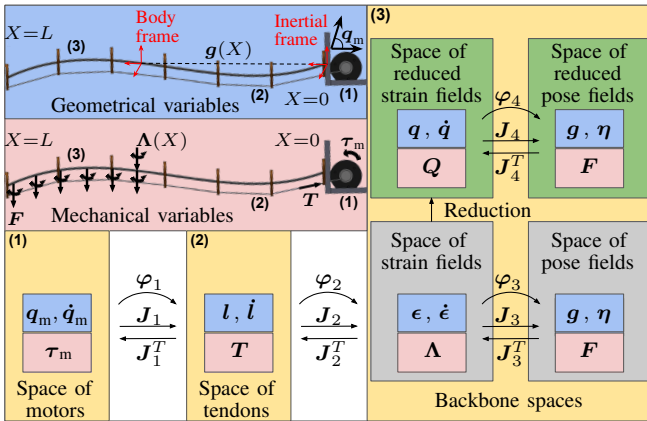 Body
frame
Inertial
frame
q_m
X=L
(3)
g(X)
(2)
X=0
(1)
Geometrical variables
X=L
(3)
Λ(X)
X=0
τ_m
F
(2)
T
(1)
Mechanical variables
(1)
q_m, q̇_m
τ_m
Space of
motors
φ_1
J_1
J_1^T
(2)
l, l̇
T
Space of
tendons
φ_2
J_2
J_2^T
(3)
Space of
reduced
strain fields
q, q̇
Q
φ_4
J_4
J_4^T
Space of
reduced
pose fields
g, η
F
Reduction
Space of
strain fields
ϵ, ϵ̇
Λ
φ_3
J_3
J_3^T
Space of
pose fields
g, η
F
Backbone spaces